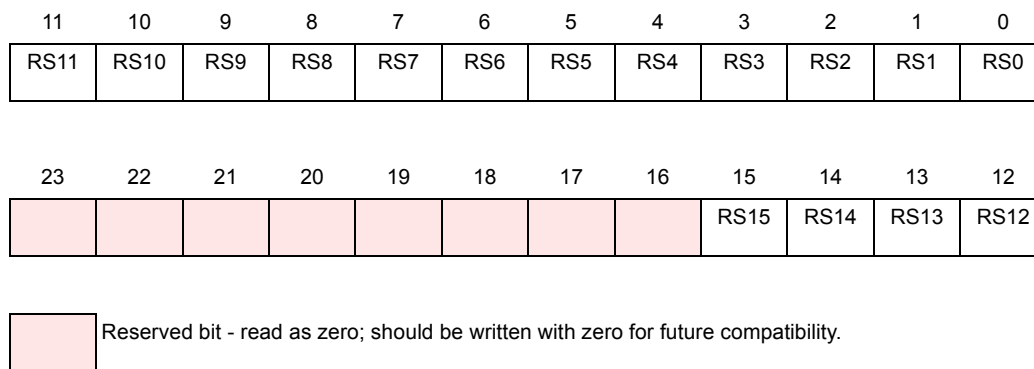 11 10 9 8 7 6 5 4 3 2 1 0
RS11 RS10 RS9 RS8 RS7 RS6 RS5 RS4 RS3 RS2 RS1 RS0
23 22 21 20 19 18 17 16 15 14 13 12
RS15 RS14 RS13 RS12
Reserved bit - read as zero; should be written with zero for future compatibility.